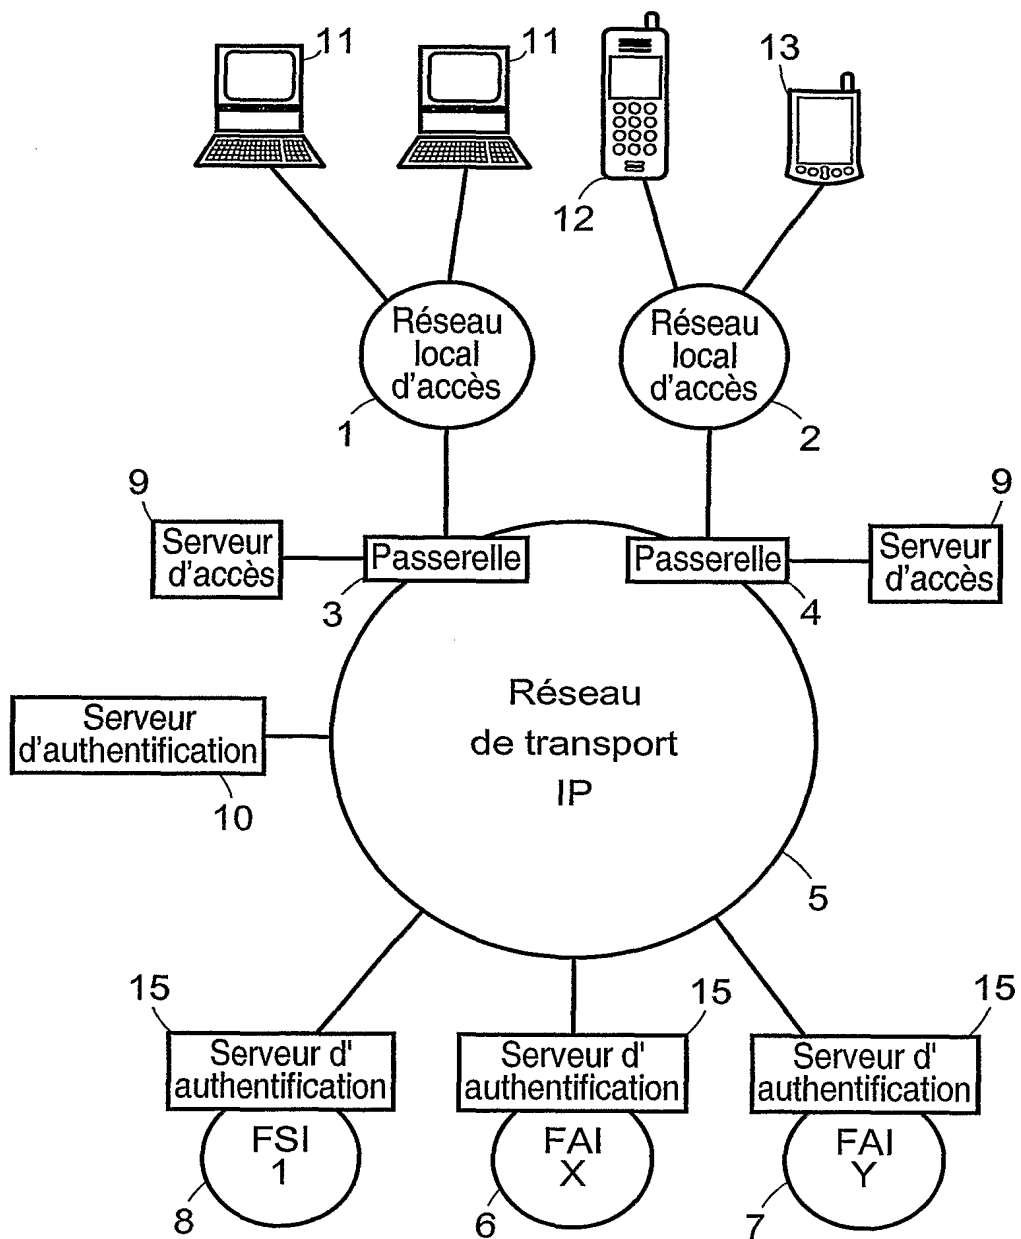 11
11
12
13
Réseau
local
d'accès
1
Réseau
local
d'accès
2
9
Serveur
d'accès
Passerelle
3
Passerelle
4
9
Serveur
d'accès
Réseau
de transport
IP
5
Serveur
d'authentification
10
15
Serveur d'
authentification
FSI
1
8
15
Serveur d'
authentification
FAI
X
6
15
Serveur d'
authentification
FAI
Y
7